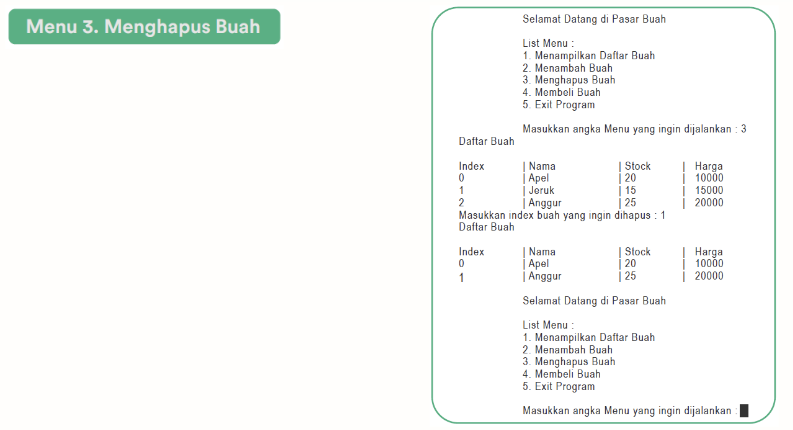 Menu 3. Menghapus Buah
Selamat Datang di Pasar Buah
List Menu :
1. Menampilkan Daftar Buah
2. Menambah Buah
3. Menghapus Buah
4. Membeli Buah
5. Exit Program
Masukkan angka Menu yang ingin dijalankan : 3
Daftar Buah
Index | Nama | Stock | Harga
0 | Apel | 20 | 10000
1 | Jeruk | 15 | 15000
2 | Anggur | 25 | 20000
Masukkan index buah yang ingin dihapus : 1
Daftar Buah
Index | Nama | Stock | Harga
0 | Apel | 20 | 10000
1 | Anggur | 25 | 20000
Selamat Datang di Pasar Buah
List Menu :
1. Menampilkan Daftar Buah
2. Menambah Buah
3. Menghapus Buah
4. Membeli Buah
5. Exit Program
Masukkan angka Menu yang ingin dijalankan :